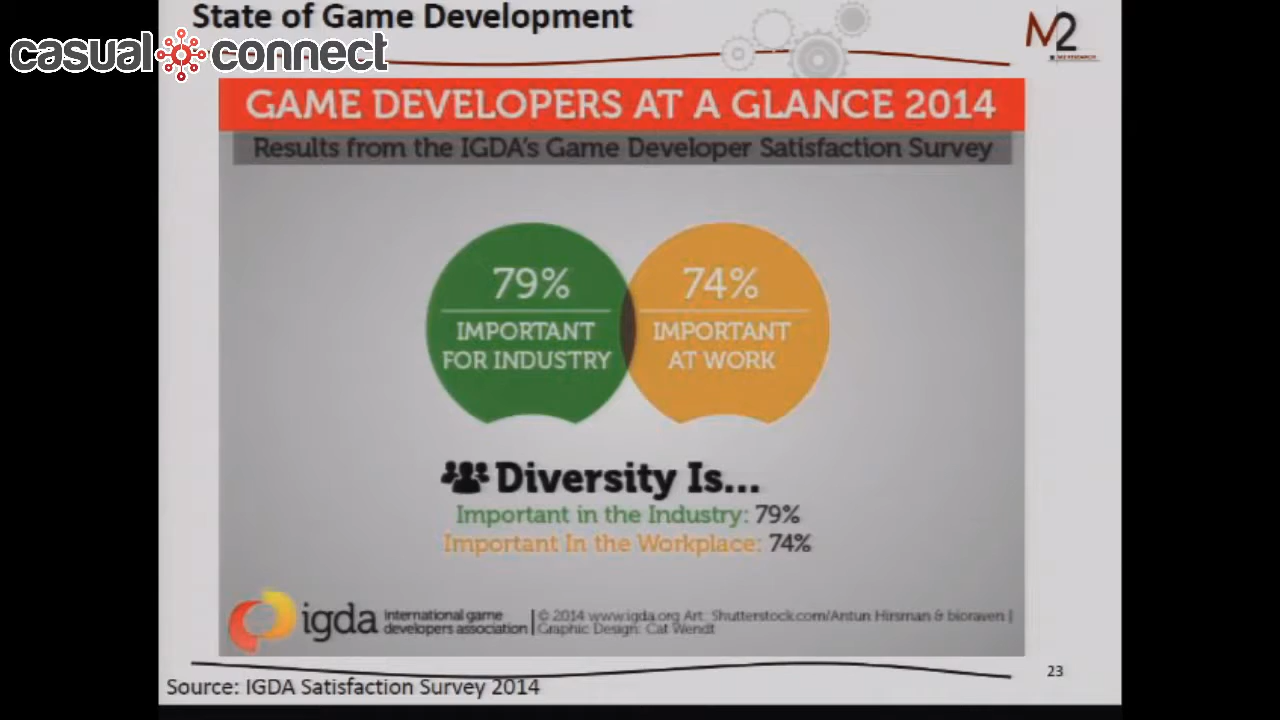 State of Game Development
casual connect
M2
GAME DEVELOPERS AT A GLANCE 2014
Results from the IGDA's Game Developer Satisfaction Survey
79%
IMPORTANT
FOR INDUSTRY
74%
IMPORTANT
AT WORK
Diversity Is...
Important in the Industry: 79%
Important In the Workplace: 74%
igda
international game
developers association
© 2014 www.igda.org Art: Shutterstock.com/Antun Hirsman & bioraven |
Graphic Design: Cat Wendt
23
Source: IGDA Satisfaction Survey 2014